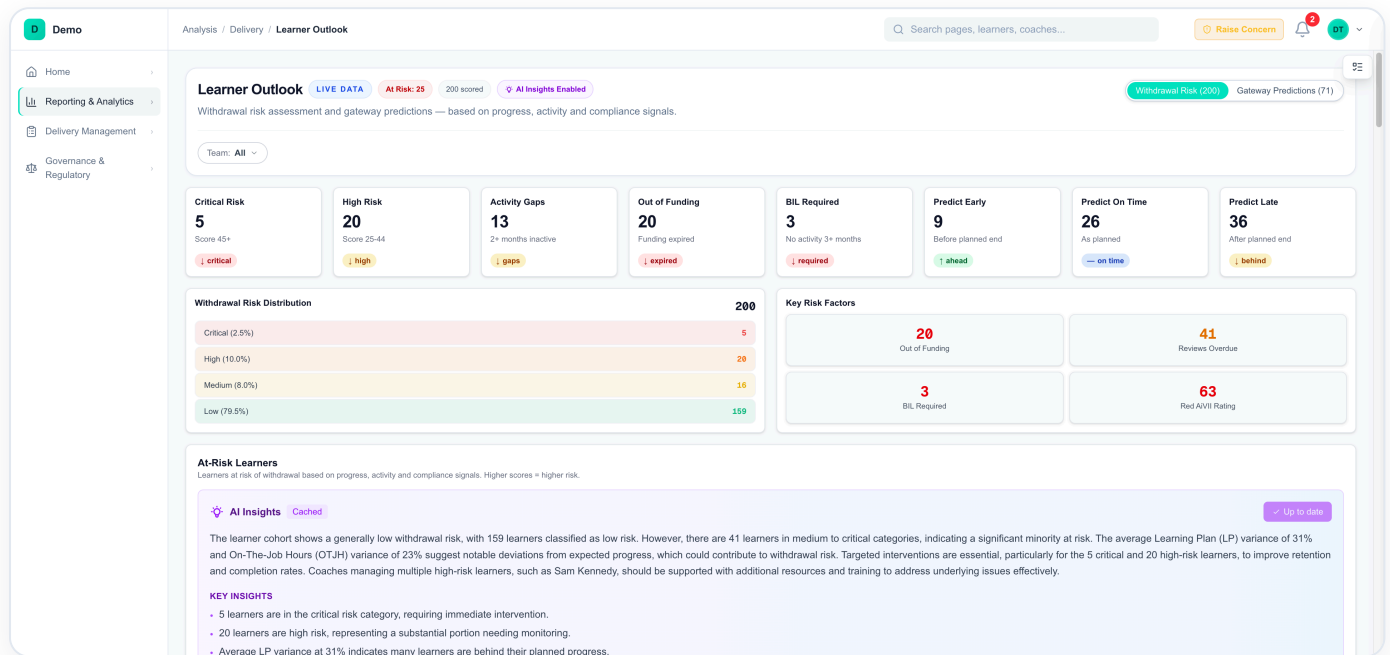 D Demo
Analysis / Delivery / Learner Outlook
Search pages, learners, coaches...
Raise Concern
2
DT
Home
Reporting & Analytics
Delivery Management
Governance &
Regulatory
Learner Outlook LIVE DATA At Risk: 25 200 scored AI Insights Enabled
Withdrawal Risk (200) Gateway Predictions (71)
Withdrawal risk assessment and gateway predictions — based on progress, activity and compliance signals.
Team: All
Critical Risk
5
Score 45+
↓ critical
High Risk
20
Score 25-44
↓ high
Activity Gaps
13
2+ months inactive
↓ gaps
Out of Funding
20
Funding expired
↓ expired
BIL Required
3
No activity 3+ months
↓ required
Predict Early
9
Before planned end
↑ ahead
Predict On Time
26
As planned
— on time
Predict Late
36
After planned end
↓ behind
Withdrawal Risk Distribution 200
Critical (2.5%) 5
High (10.0%) 20
Medium (8.0%) 16
Low (79.5%) 159
Key Risk Factors
20
Out of Funding
41
Reviews Overdue
3
BIL Required
63
Red AiVII Rating
At-Risk Learners
Learners at risk of withdrawal based on progress, activity and compliance signals. Higher scores = higher risk.
AI Insights Cached
✓ Up to date
The learner cohort shows a generally low withdrawal risk, with 159 learners classified as low risk. However, there are 41 learners in medium to critical categories, indicating a significant minority at risk. The average Learning Plan (LP) variance of 31%
and On-The-Job Hours (OTJH) variance of 23% suggest notable deviations from expected progress, which could contribute to withdrawal risk. Targeted interventions are essential, particularly for the 5 critical and 20 high-risk learners, to improve retention
and completion rates. Coaches managing multiple high-risk learners, such as Sam Kennedy, should be supported with additional resources and training to address underlying issues effectively.
KEY INSIGHTS
• 5 learners are in the critical risk category, requiring immediate intervention.
• 20 learners are high risk, representing a substantial portion needing monitoring.
• Average LP variance at 31% indicates many learners are behind their planned progress.